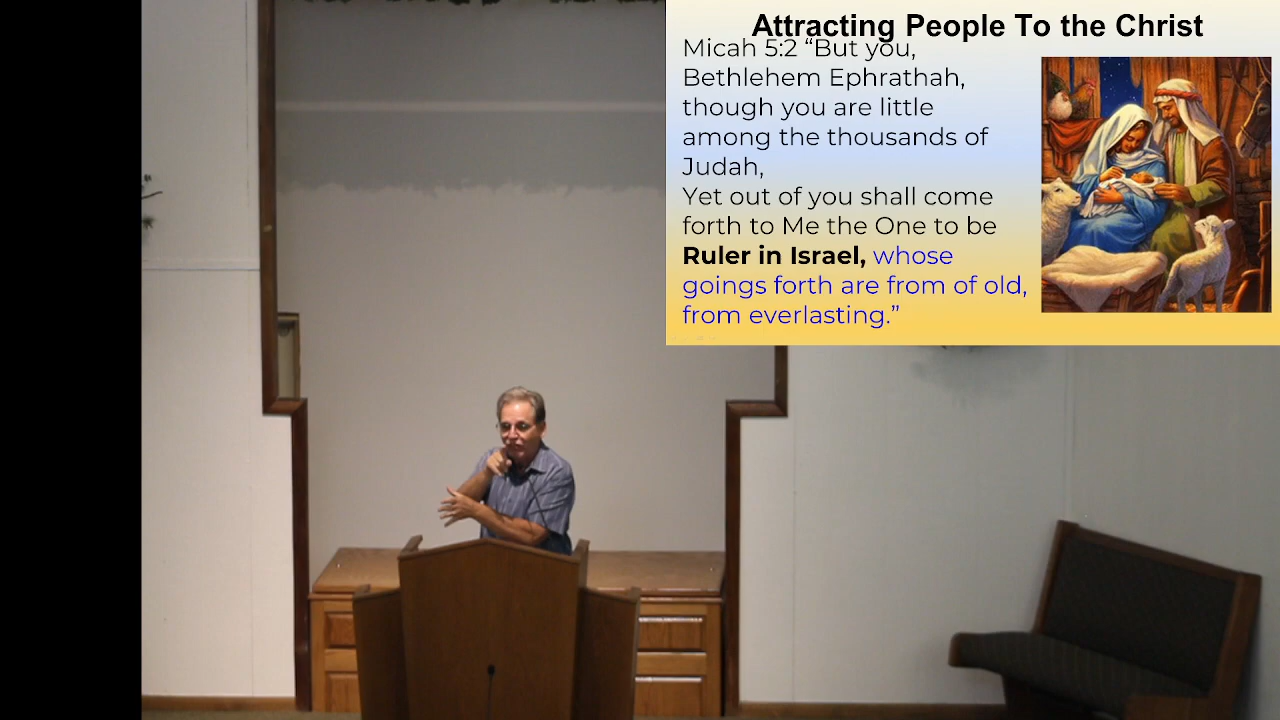 Attracting People To the Christ
Micah 5:2 “But you,
Bethlehem Ephrathah,
though you are little
among the thousands of
Judah,
Yet out of you shall come
forth to Me the One to be
Ruler in Israel, whose
goings forth are from of old,
from everlasting.”